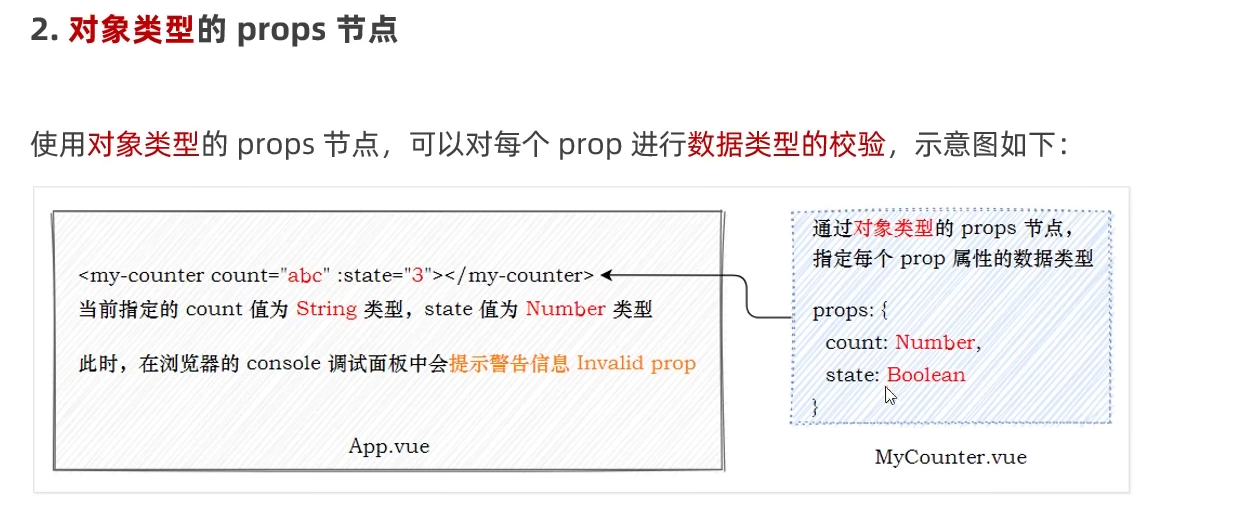 2. 对象类型的 props 节点
使用对象类型的 props 节点，可以对每个 prop 进行数据类型的校验，示意图如下：
<my-counter count="abc" :state="3"></my-counter>
当前指定的 count 值为 String 类型，state 值为 Number 类型
此时，在浏览器的 console 调试面板中会提示警告信息 Invalid prop
App.vue
通过对象类型的 props 节点，
指定每个 prop 属性的数据类型
props: {
count: Number,
state: Boolean
}
MyCounter.vue